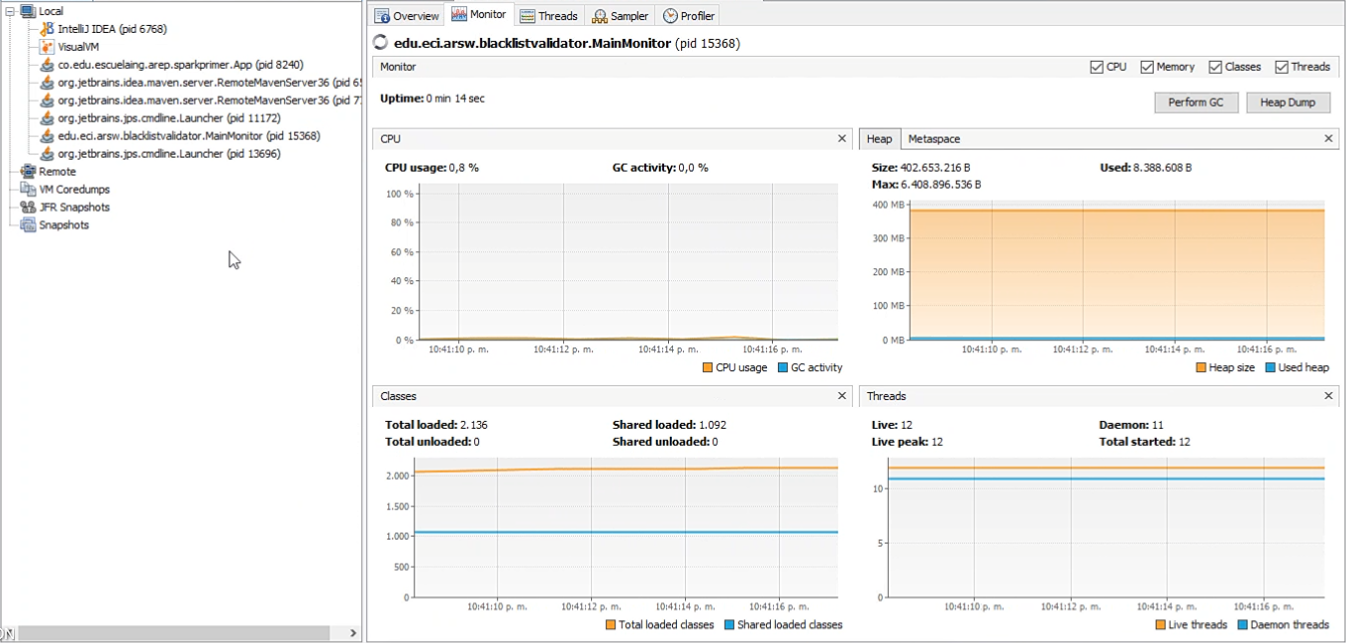 Local
IntelliJ IDEA (pid 6768)
VisualVM
co.edu.escuelaing.arep.sparkprimer.App (pid 8240)
org.jetbrains.idea.maven.server.RemoteMavenServer36 (pid 6
org.jetbrains.idea.maven.server.RemoteMavenServer36 (pid 7
org.jetbrains.jps.cmdline.Launcher (pid 11172)
edu.eci.arsw.blacklistvalidator.MainMonitor (pid 15368)
org.jetbrains.jps.cmdline.Launcher (pid 13696)
Remote
VM Coredumps
JFR Snapshots
Snapshots
Overview Monitor Threads Sampler Profiler
edu.eci.arsw.blacklistvalidator.MainMonitor (pid 15368)
Monitor CPU Memory Classes Threads
Uptime: 0 min 14 sec Perform GC Heap Dump
CPU
CPU usage: 0,8 % GC activity: 0,0 %
100 %
80 %
60 %
40 %
20 %
0 %
10:41:10 p. m. 10:41:12 p. m. 10:41:14 p. m. 10:41:16 p. m.
CPU usage GC activity
Heap Metaspace
Size: 402.653.216 B Used: 8.388.608 B
Max: 6.408.896.536 B
400 MB
300 MB
200 MB
100 MB
0 MB
10:41:10 p. m. 10:41:12 p. m. 10:41:14 p. m. 10:41:16 p. m.
Heap size Used heap
Classes
Total loaded: 2.136 Shared loaded: 1.092
Total unloaded: 0 Shared unloaded: 0
2.000
1.500
1.000
500
0
10:41:10 p. m. 10:41:12 p. m. 10:41:14 p. m. 10:41:16 p. m.
Total loaded classes Shared loaded classes
Threads
Live: 12 Daemon: 11
Live peak: 12 Total started: 12
10
5
0
10:41:10 p. m. 10:41:12 p. m. 10:41:14 p. m. 10:41:16 p. m.
Live threads Daemon threads